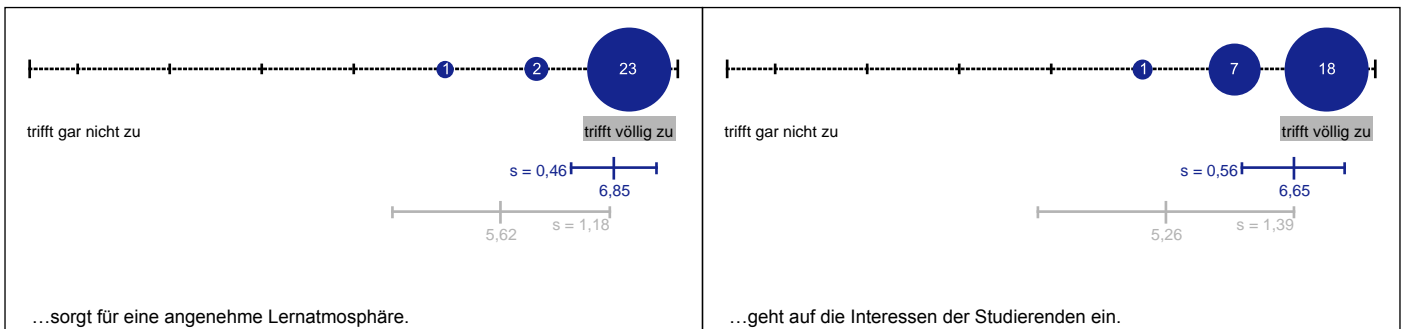 1 2 23
trifft gar nicht zu trifft völlig zu
s = 0,46
6,85
s = 1,18
5,62
…sorgt für eine angenehme Lernatmosphäre.
1 7 18
trifft gar nicht zu trifft völlig zu
s = 0,56
6,65
s = 1,39
5,26
…geht auf die Interessen der Studierenden ein.